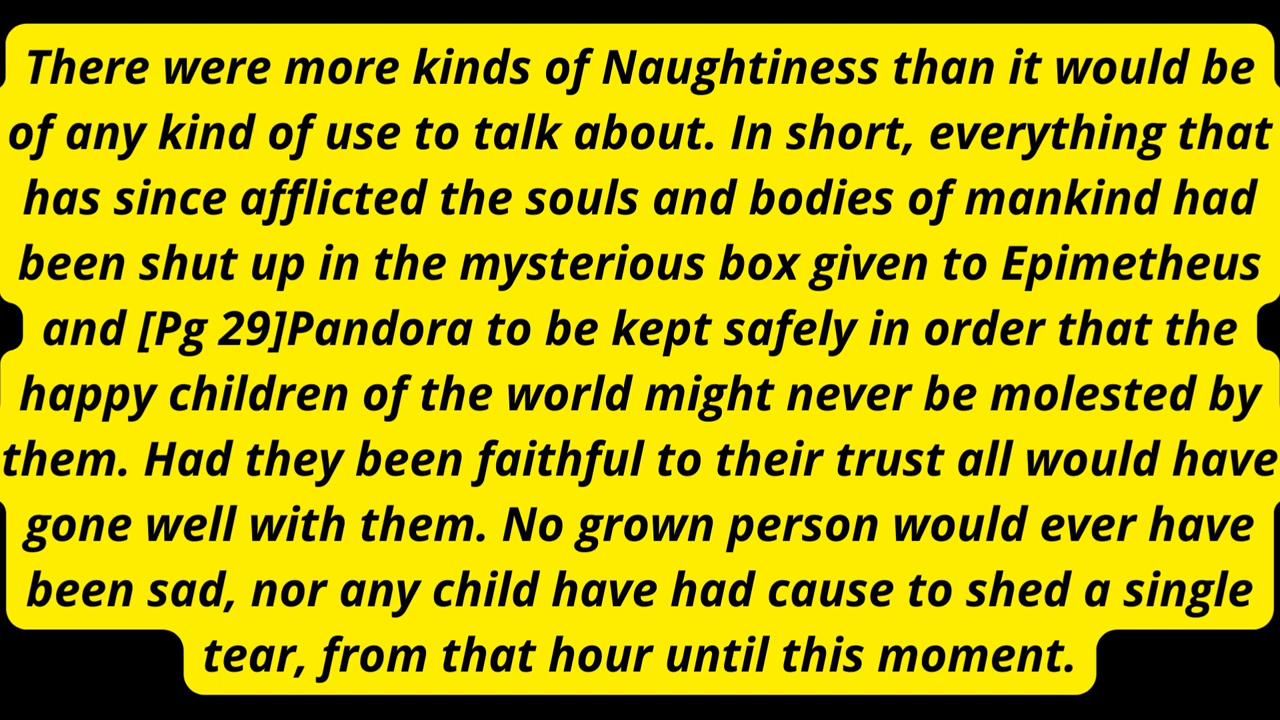 There were more kinds of Naughtiness than it would be
of any kind of use to talk about. In short, everything that
has since afflicted the souls and bodies of mankind had
been shut up in the mysterious box given to Epimetheus
and [Pg 29]Pandora to be kept safely in order that the
happy children of the world might never be molested by
them. Had they been faithful to their trust all would have
gone well with them. No grown person would ever have
been sad, nor any child have had cause to shed a single
tear, from that hour until this moment.